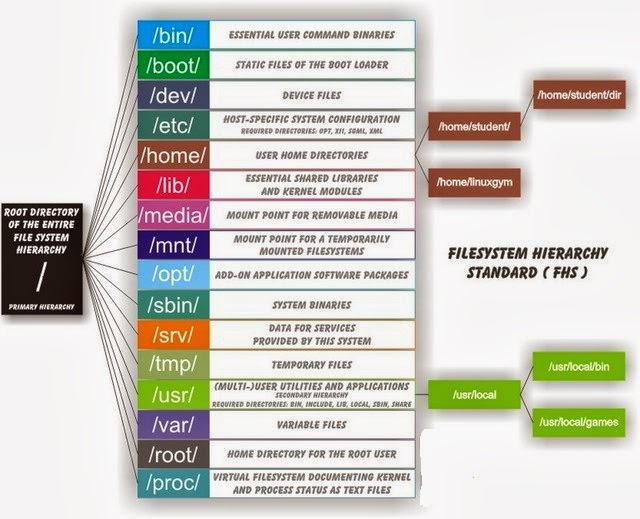 ROOT DIRECTORY
OF THE ENTIRE
FILE SYSTEM
HIERARCHY
/
PRIMARY HIERARCHY
/bin/ ESSENTIAL USER COMMAND BINARIES
/boot/ STATIC FILES OF THE BOOT LOADER
/dev/ DEVICE FILES
/etc/ HOST-SPECIFIC SYSTEM CONFIGURATION
REQUIRED DIRECTORIES: OPT, XII, SGML, XML
/home/ USER HOME DIRECTORIES
/home/student/
/home/student/dir
/home/linuxgym
/lib/ ESSENTIAL SHARED LIBRARIES
AND KERNEL MODULES
/media/ MOUNT POINT FOR REMOVABLE MEDIA
/mnt/ MOUNT POINT FOR A TEMPORARILY
MOUNTED FILESYSTEMS
/opt/ ADD-ON APPLICATION SOFTWARE PACKAGES
/sbin/ SYSTEM BINARIES
/srv/ DATA FOR SERVICES
PROVIDED BY THIS SYSTEM
/tmp/ TEMPORARY FILES
/usr/ (MULTI-)USER UTILITIES AND APPLICATIONS
SECONDARY HIERARCHY
REQUIRED DIRECTORIES: BIN, INCLUDE, LIB, LOCAL, SBIN, SHARE
/usr/local
/usr/local/bin
/usr/local/games
/var/ VARIABLE FILES
/root/ HOME DIRECTORY FOR THE ROOT USER
/proc/ VIRTUAL FILESYSTEM DOCUMENTING KERNEL
AND PROCESS STATUS AS TEXT FILES
FILESYSTEM HIERARCHY
STANDARD ( FHS )